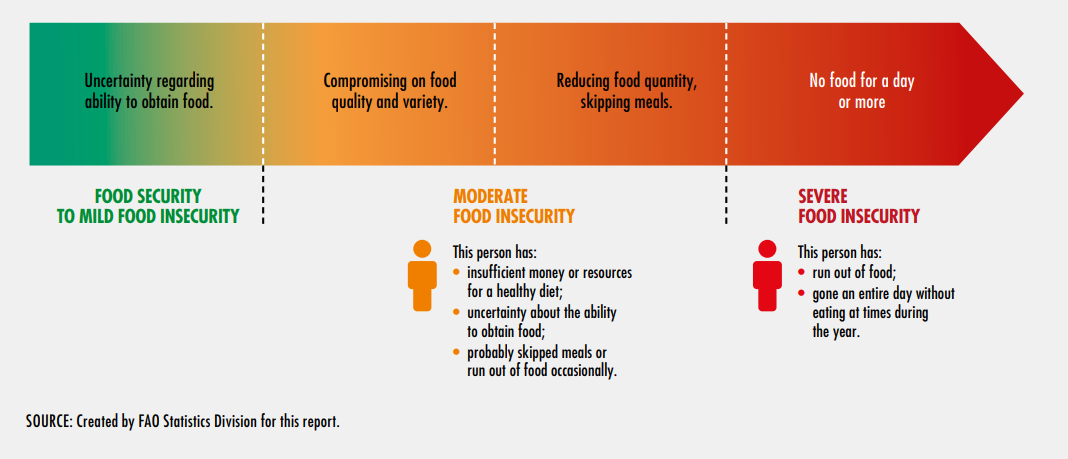 Uncertainty regarding
ability to obtain food.
Compromising on food
quality and variety.
Reducing food quantity,
skipping meals.
No food for a day
or more
FOOD SECURITY
TO MILD FOOD INSECURITY
MODERATE
FOOD INSECURITY
This person has:
• insufficient money or resources
for a healthy diet;
• uncertainty about the ability
to obtain food;
• probably skipped meals or
run out of food occasionally.
SEVERE
FOOD INSECURITY
This person has:
• run out of food;
• gone an entire day without
eating at times during
the year.
SOURCE: Created by FAO Statistics Division for this report.